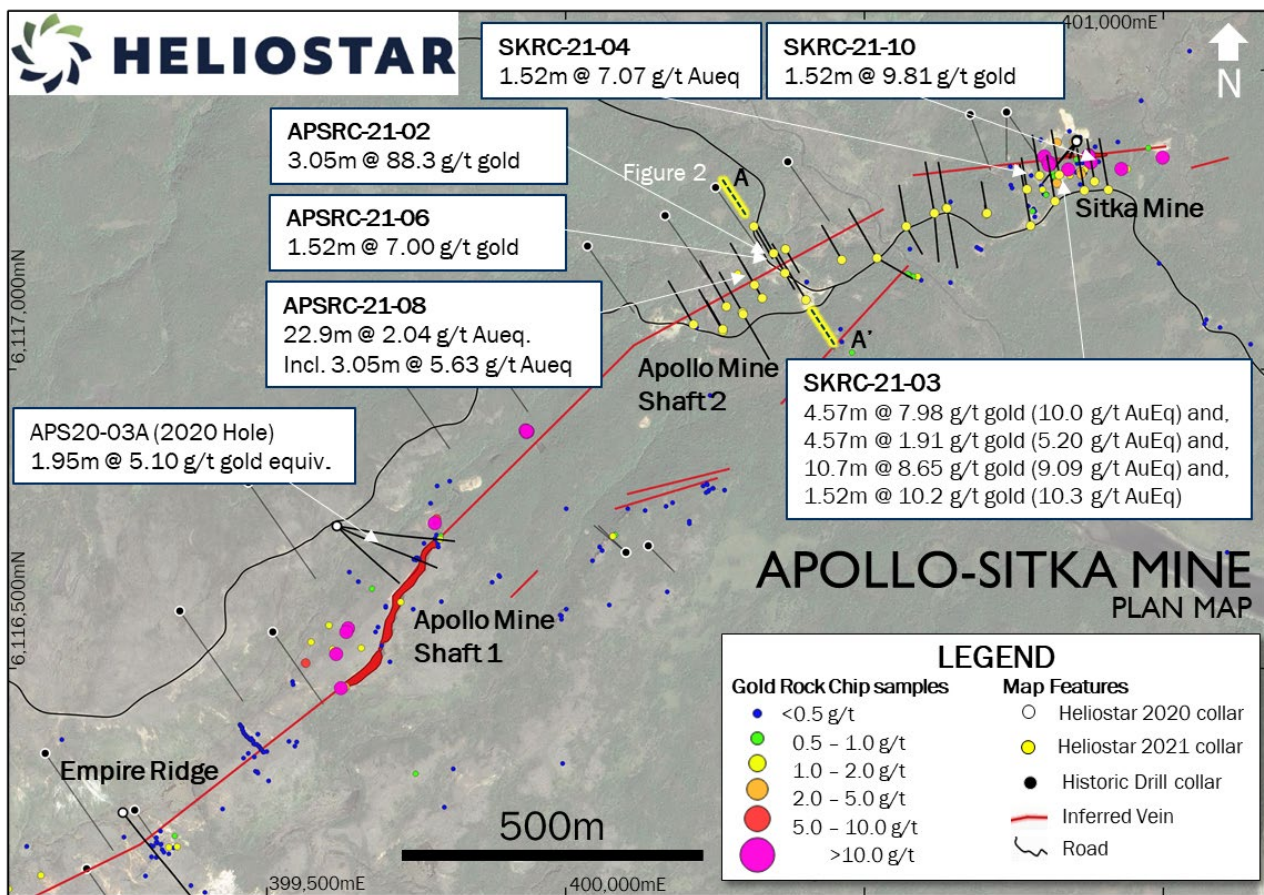 HELIOSTAR
SKRC-21-04
1.52m @ 7.07 g/t Aueq
SKRC-21-10
1.52m @ 9.81 g/t gold
401,000mE
N
APSRC-21-02
3.05m @ 88.3 g/t gold
Figure 2
A
APSRC-21-06
1.52m @ 7.00 g/t gold
Sitka Mine
APSRC-21-08
22.9m @ 2.04 g/t Aueq.
Incl. 3.05m @ 5.63 g/t Aueq
6,117,000mN
A'
Apollo Mine
Shaft 2
SKRC-21-03
4.57m @ 7.98 g/t gold (10.0 g/t AuEq) and,
4.57m @ 1.91 g/t gold (5.20 g/t AuEq) and,
10.7m @ 8.65 g/t gold (9.09 g/t AuEq) and,
1.52m @ 10.2 g/t gold (10.3 g/t AuEq)
APS20-03A (2020 Hole)
1.95m @ 5.10 g/t gold equiv.
6,116,500mN
Apollo Mine
Shaft 1
APOLLO-SITKA MINE
PLAN MAP
Empire Ridge
500m
399,500mE
400,000mE
LEGEND
Gold Rock Chip samples
<0.5 g/t
0.5 – 1.0 g/t
1.0 – 2.0 g/t
2.0 – 5.0 g/t
5.0 – 10.0 g/t
>10.0 g/t
Map Features
Heliostar 2020 collar
Heliostar 2021 collar
Historic Drill collar
Inferred Vein
Road